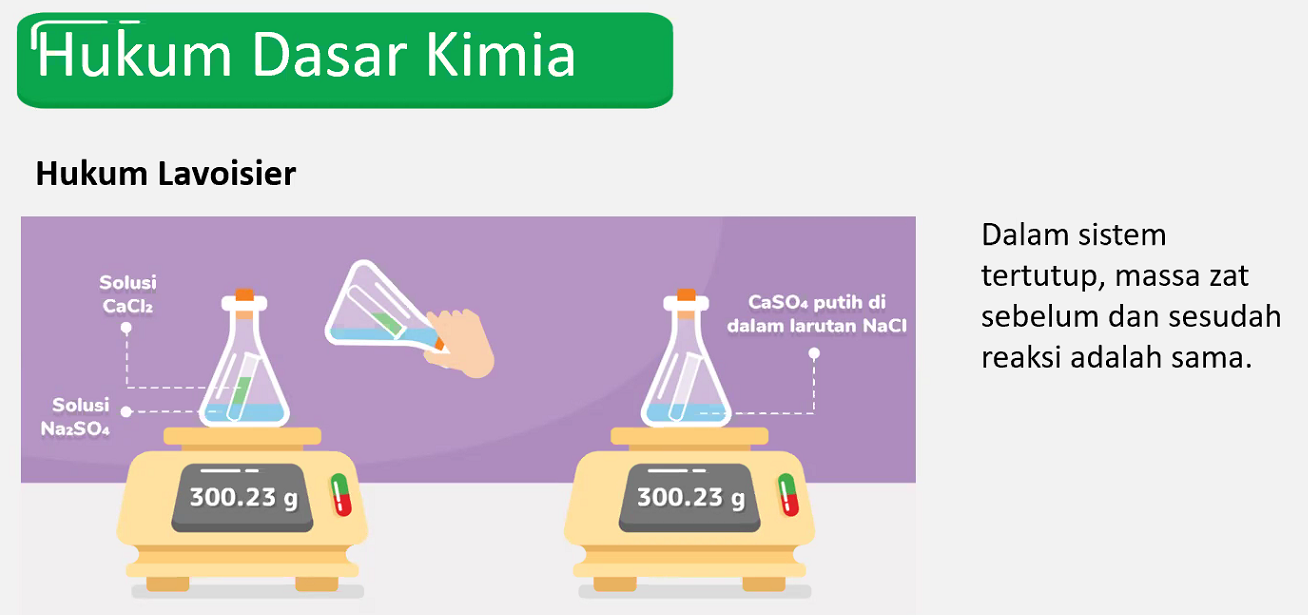 Hukum Dasar Kimia
Hukum Lavoisier
Solusi
CaCl₂
Solusi
Na₂SO₄
300.23 g
CaSO₄ putih di
dalam larutan NaCl
300.23 g
Dalam sistem
tertutup, massa zat
sebelum dan sesudah
reaksi adalah sama.